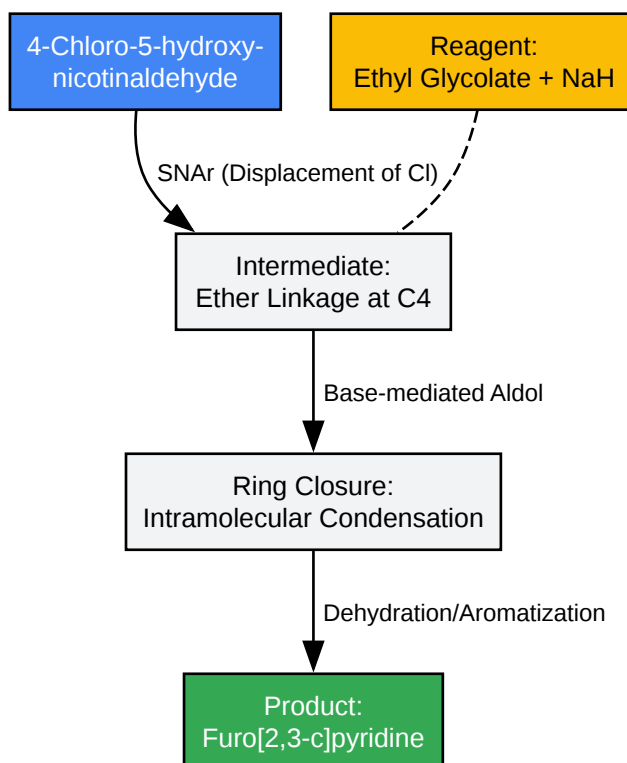 4-Chloro-5-hydroxy-
nicotinaldehyde
Reagent:
Ethyl Glycolate + NaH
SNAr (Displacement of Cl)
Intermediate:
Ether Linkage at C4
Base-mediated Aldol
Ring Closure:
Intramolecular Condensation
Dehydration/Aromatization
Product:
Furo[2,3-c]pyridine